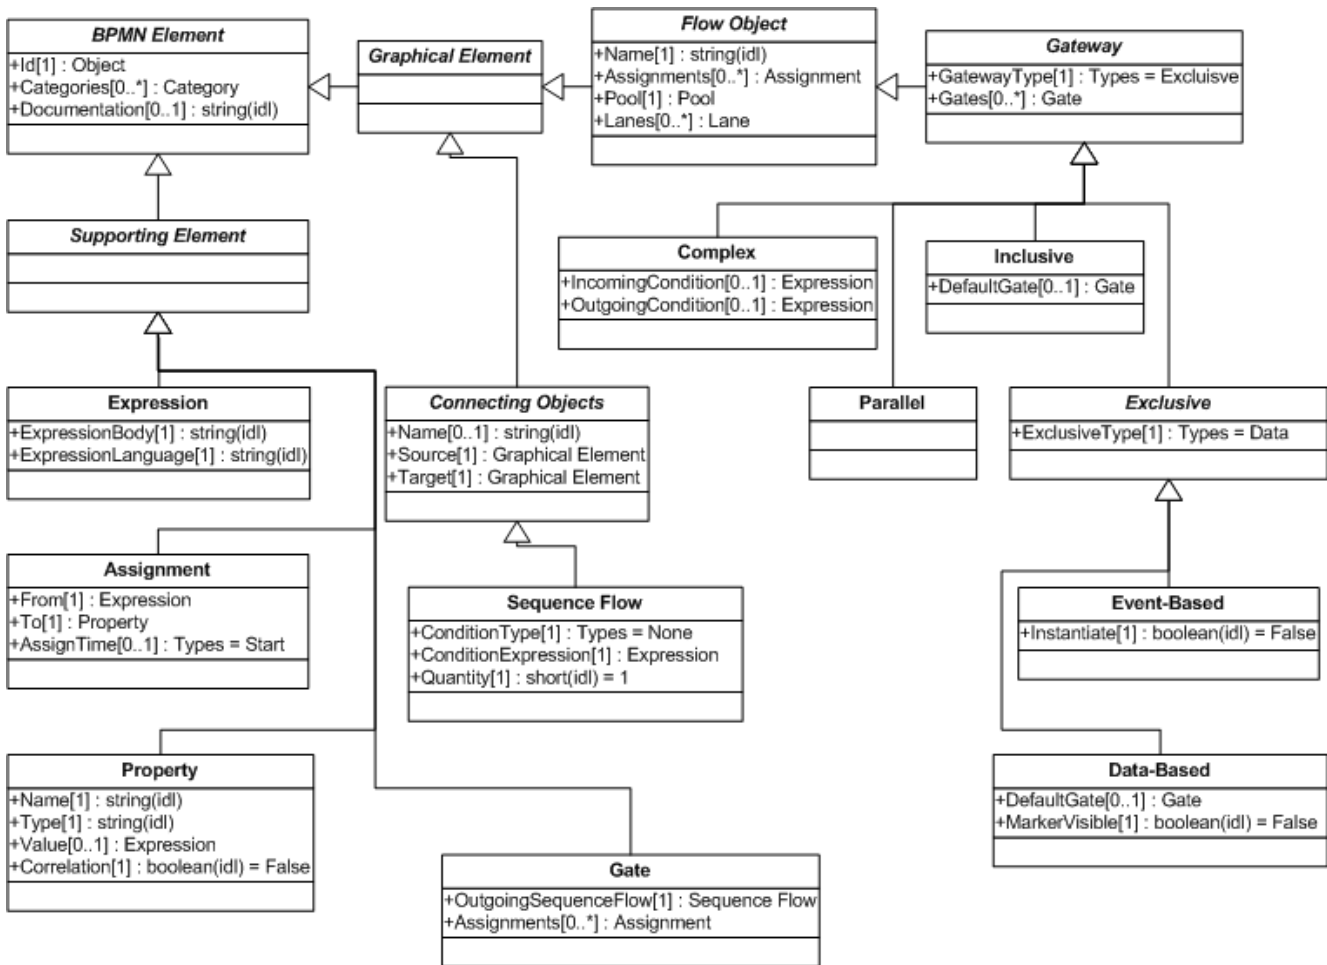 BPMN Element
+Id[1] : Object
+Categories[0..*] : Category
+Documentation[0..1] : string(idl)
Graphical Element
Flow Object
+Name[1] : string(idl)
+Assignments[0..*] : Assignment
+Pool[1] : Pool
+Lanes[0..*] : Lane
Gateway
+GatewayType[1] : Types = Excluisve
+Gates[0..*] : Gate
Supporting Element
Complex
+IncomingCondition[0..1] : Expression
+OutgoingCondition[0..1] : Expression
Inclusive
+DefaultGate[0..1] : Gate
Expression
+ExpressionBody[1] : string(idl)
+ExpressionLanguage[1] : string(idl)
Connecting Objects
+Name[0..1] : string(idl)
+Source[1] : Graphical Element
+Target[1] : Graphical Element
Parallel
Exclusive
+ExclusiveType[1] : Types = Data
Assignment
+From[1] : Expression
+To[1] : Property
+AssignTime[0..1] : Types = Start
Sequence Flow
+ConditionType[1] : Types = None
+ConditionExpression[1] : Expression
+Quantity[1] : short(idl) = 1
Event-Based
+Instantiate[1] : boolean(idl) = False
Property
+Name[1] : string(idl)
+Type[1] : string(idl)
+Value[0..1] : Expression
+Correlation[1] : boolean(idl) = False
Data-Based
+DefaultGate[0..1] : Gate
+MarkerVisible[1] : boolean(idl) = False
Gate
+OutgoingSequenceFlow[1] : Sequence Flow
+Assignments[0..*] : Assignment